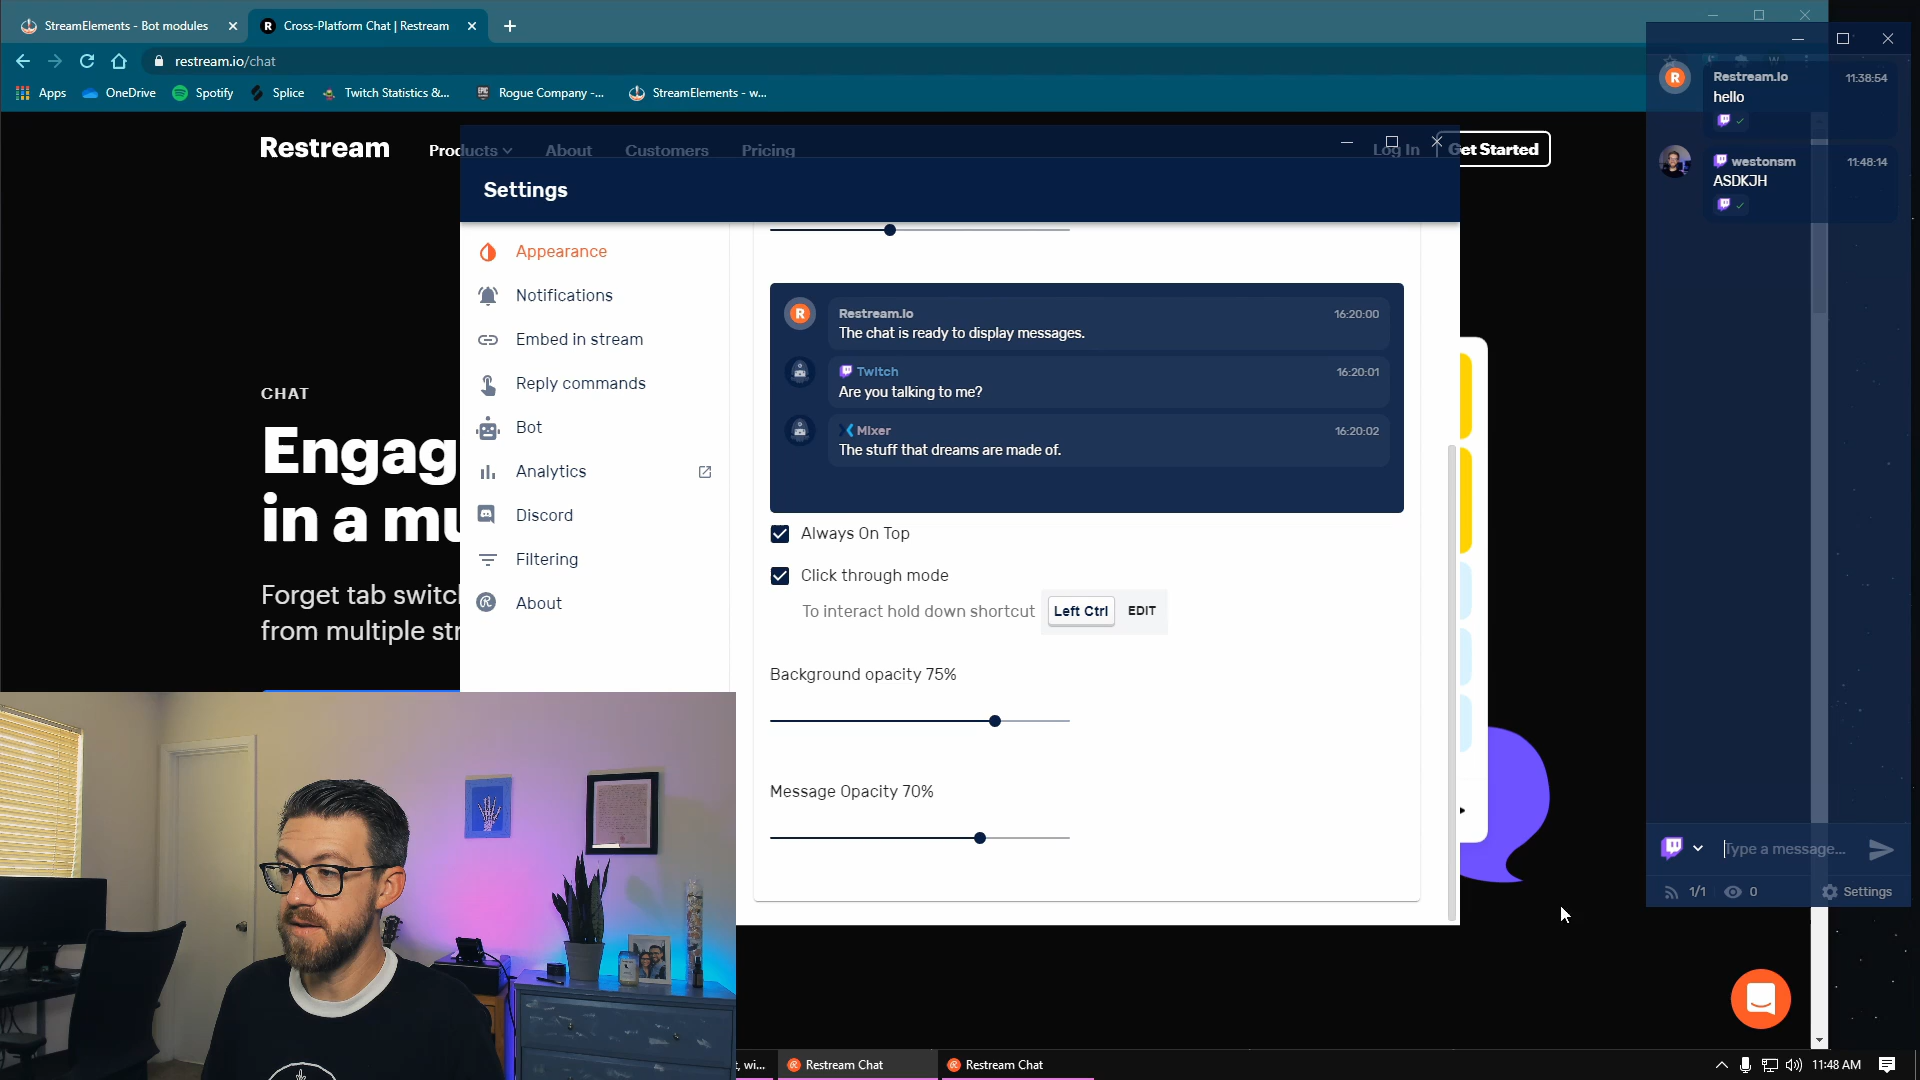 StreamElements - Bot modules
Cross-Platform Chat | Restream
restream.io/chat
Apps
OneDrive
Spotify
Splice
Twitch Statistics &...
Rogue Company -...
StreamElements - w...
Restream
Products
About
Customers
Pricing
Log In
Get Started
Settings
Appearance
Notifications
Embed in stream
Reply commands
Bot
Analytics
Discord
Filtering
About
CHAT
Engag
in a mu
Forget tab switch
from multiple str
Restream.io
16:20:00
The chat is ready to display messages.
Twitch
16:20:01
Are you talking to me?
Mixer
16:20:02
The stuff that dreams are made of.
Always On Top
Click through mode
To interact hold down shortcut
Left Ctrl
EDIT
Background opacity 75%
Message Opacity 70%
Restream.io
11:38:54
hello
westonsm
11:48:14
ASDKJH
Type a message...
1/1
0
Settings
t, wi...
Restream Chat
Restream Chat
11:48 AM